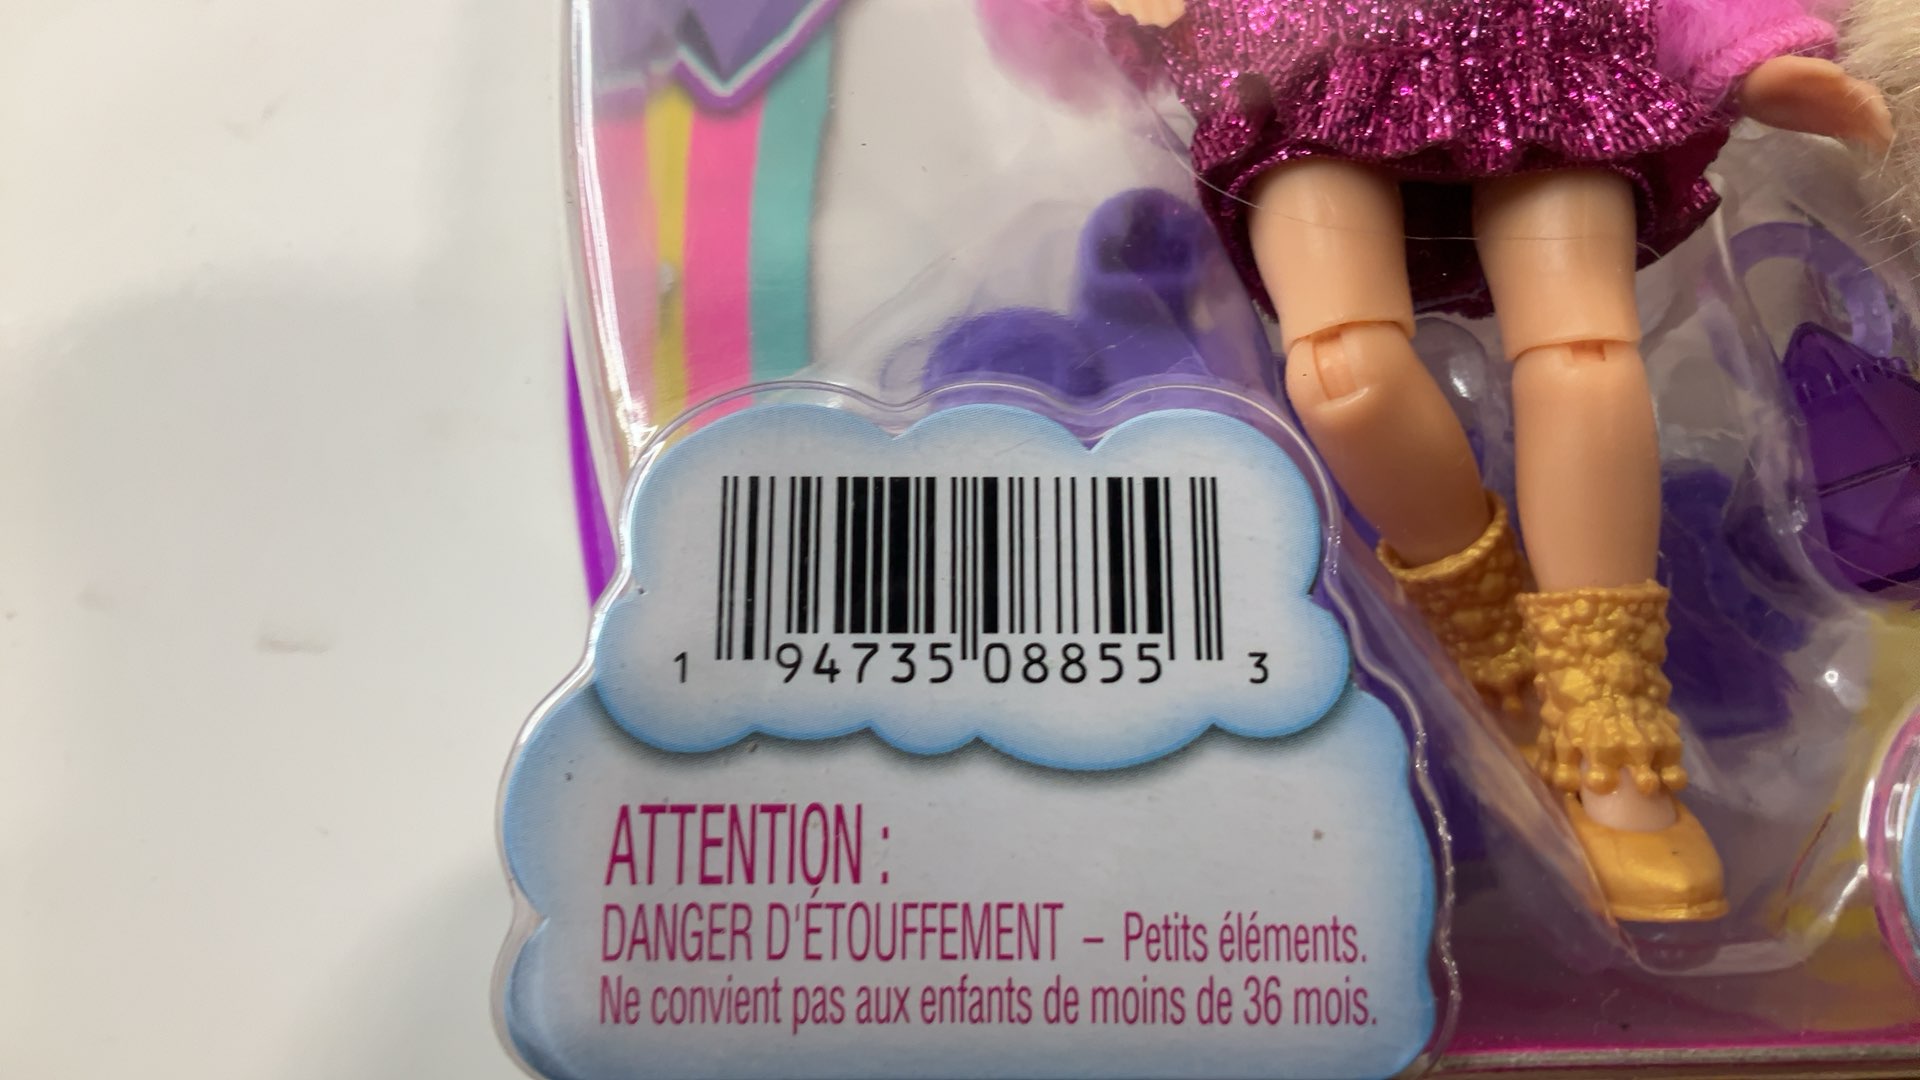 1 94735 08855 3
ATTENTION :
DANGER D'ÉTOUFFEMENT – Petits éléments.
Ne convient pas aux enfants de moins de 36 mois.